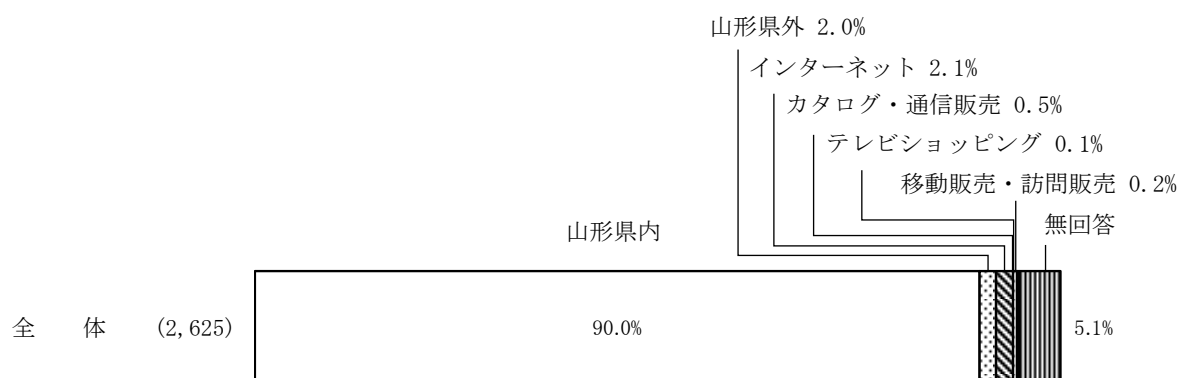 山形県外 2.0%
インターネット 2.1%
カタログ・通信販売 0.5%
テレビショッピング 0.1%
移動販売・訪問販売 0.2%
山形県内
無回答
全　体　(2,625)
90.0%
5.1%